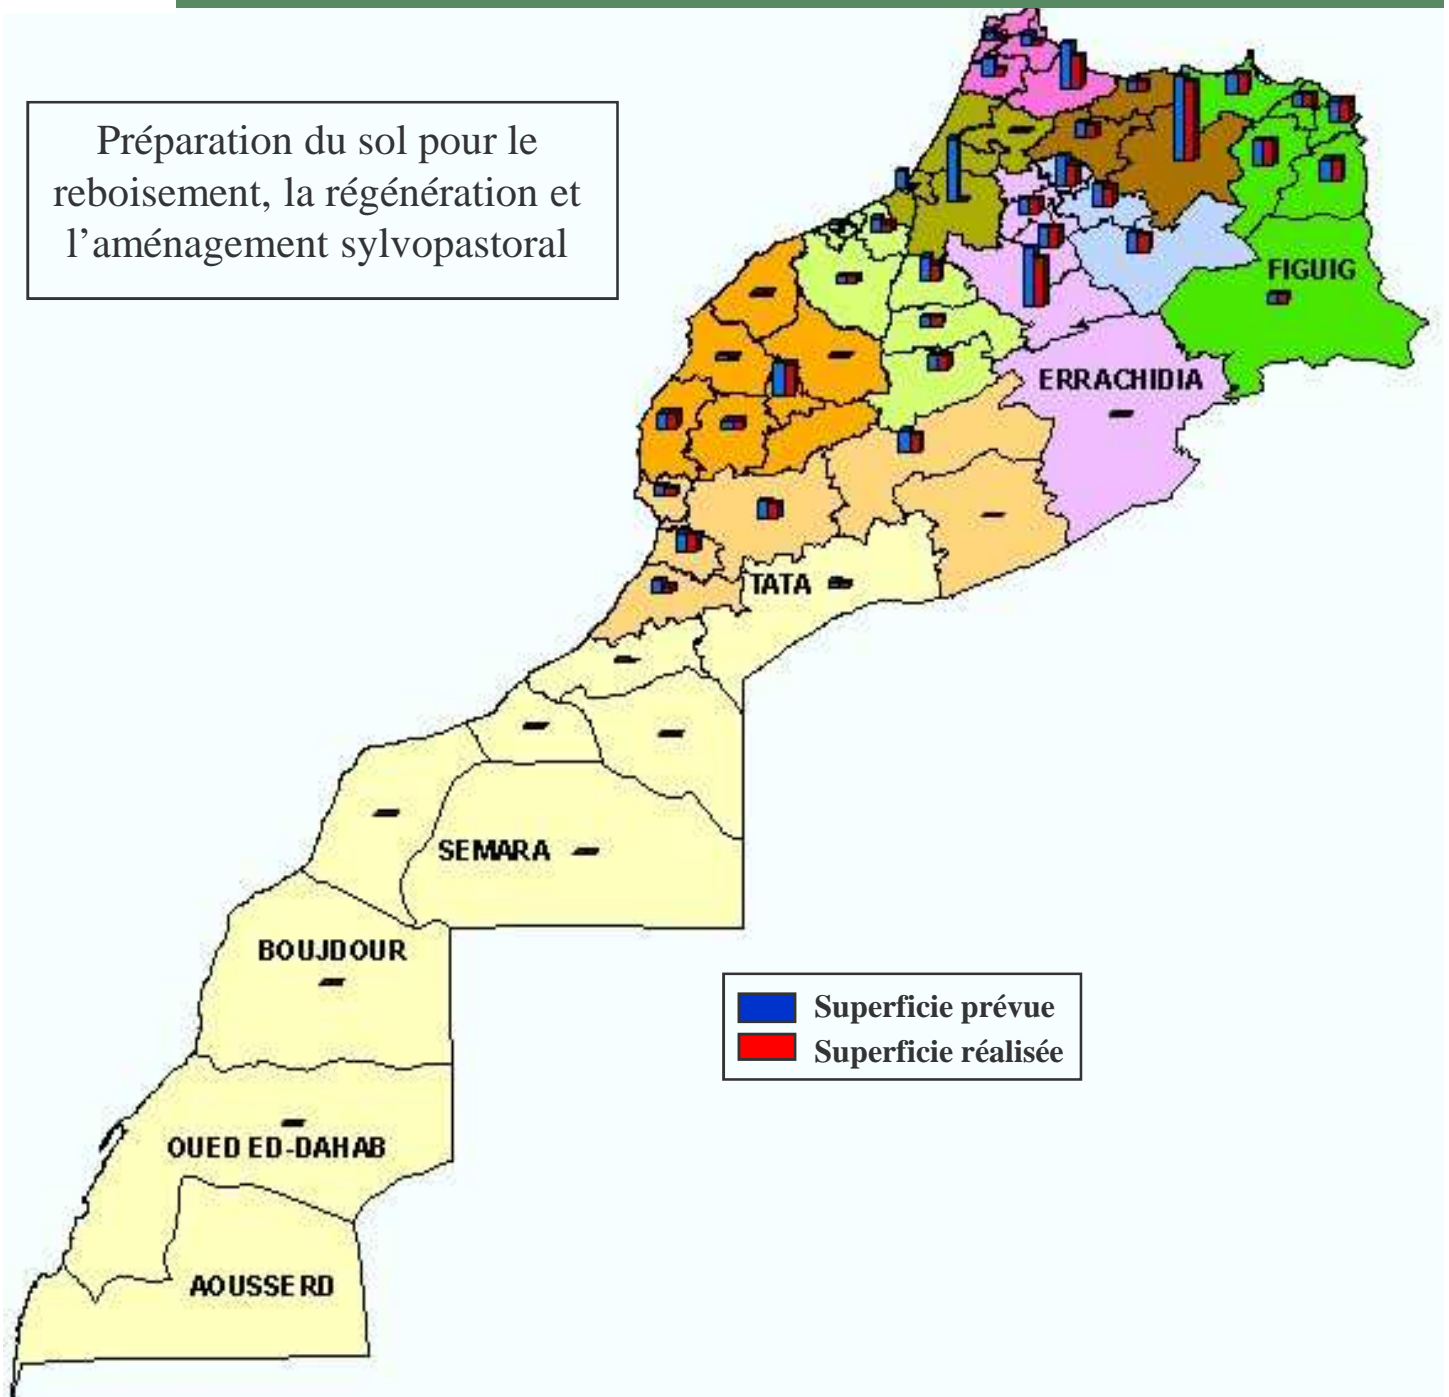 Préparation du sol pour le
reboisement, la régénération et
l’aménagement sylvopastoral
FIGUIG
ERRACHIDIA
TATA
SEMARA
BOUJDOUR
Superficie prévue
Superficie réalisée
OUED ED-DAHAB
AOUSSERD